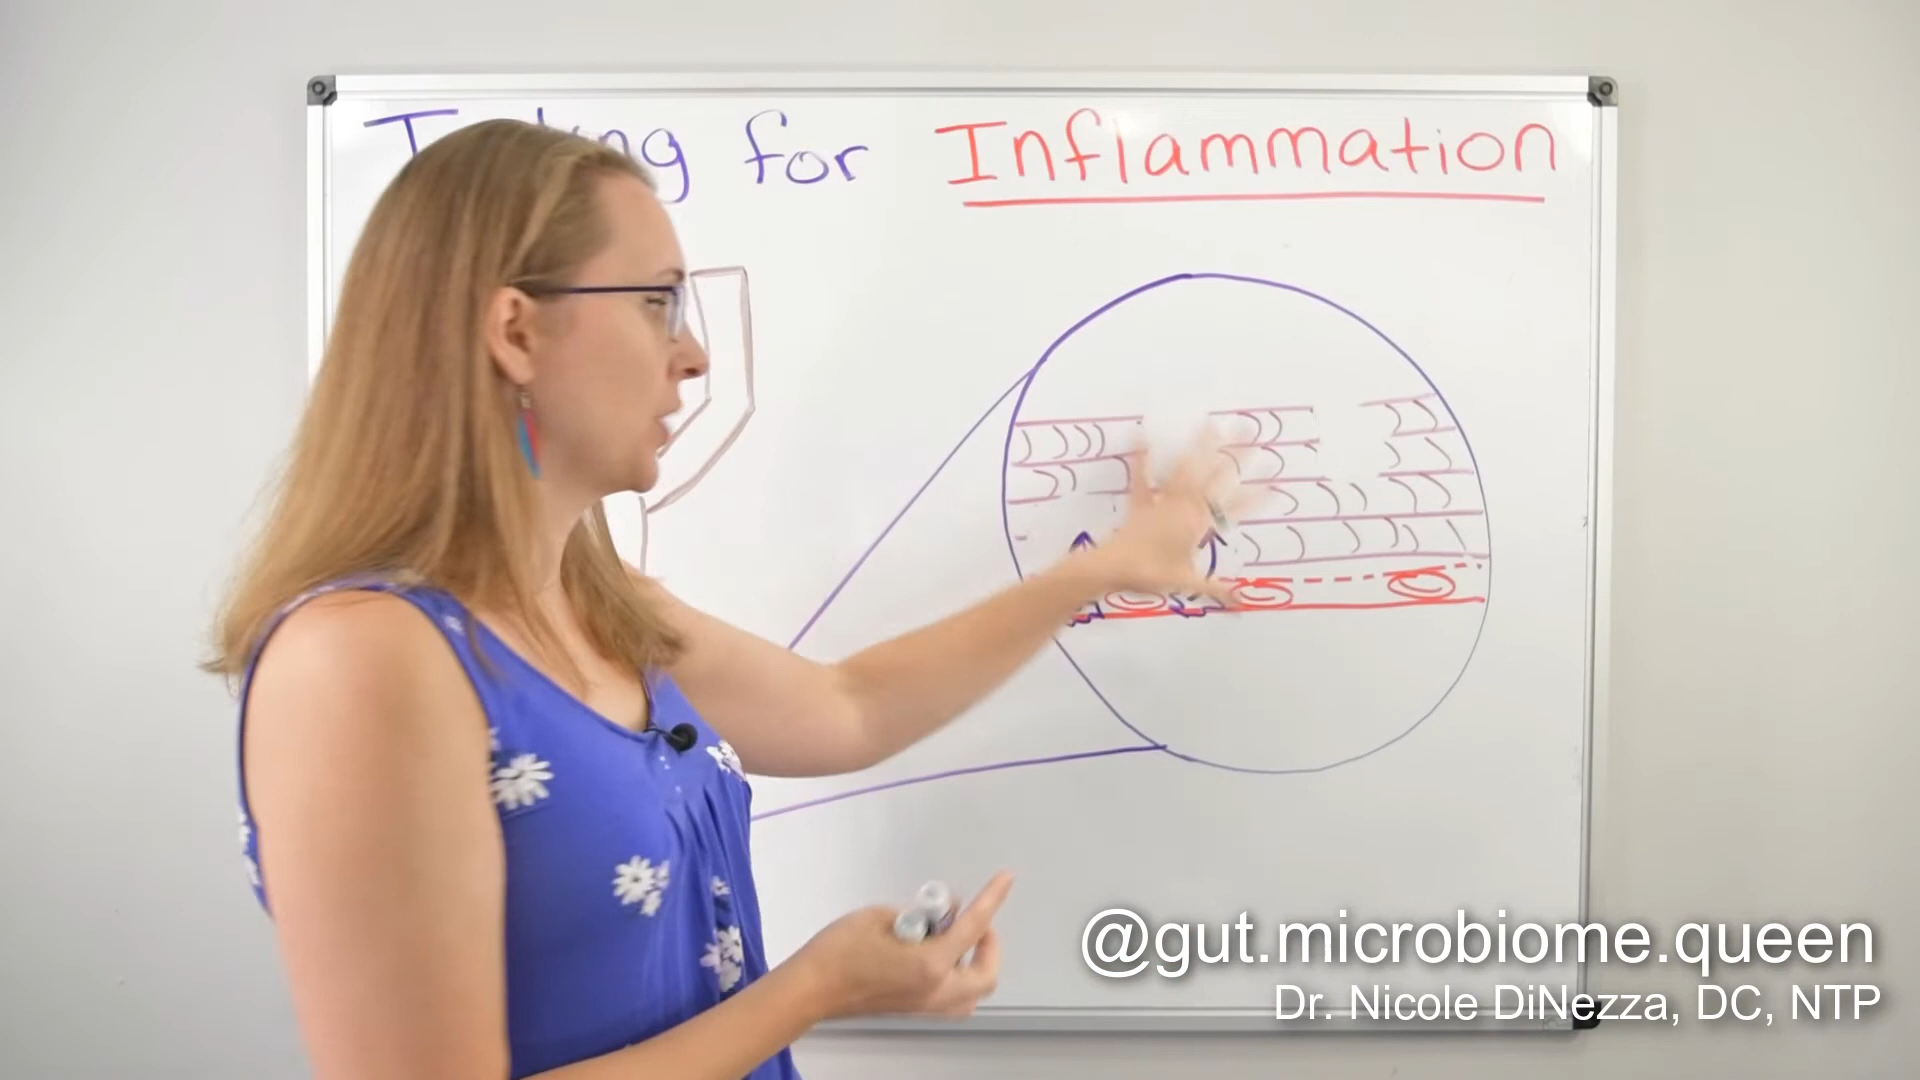 for Inflammation
@gut.microbiome.queen
Dr. Nicole DiNezza, DC, NTP